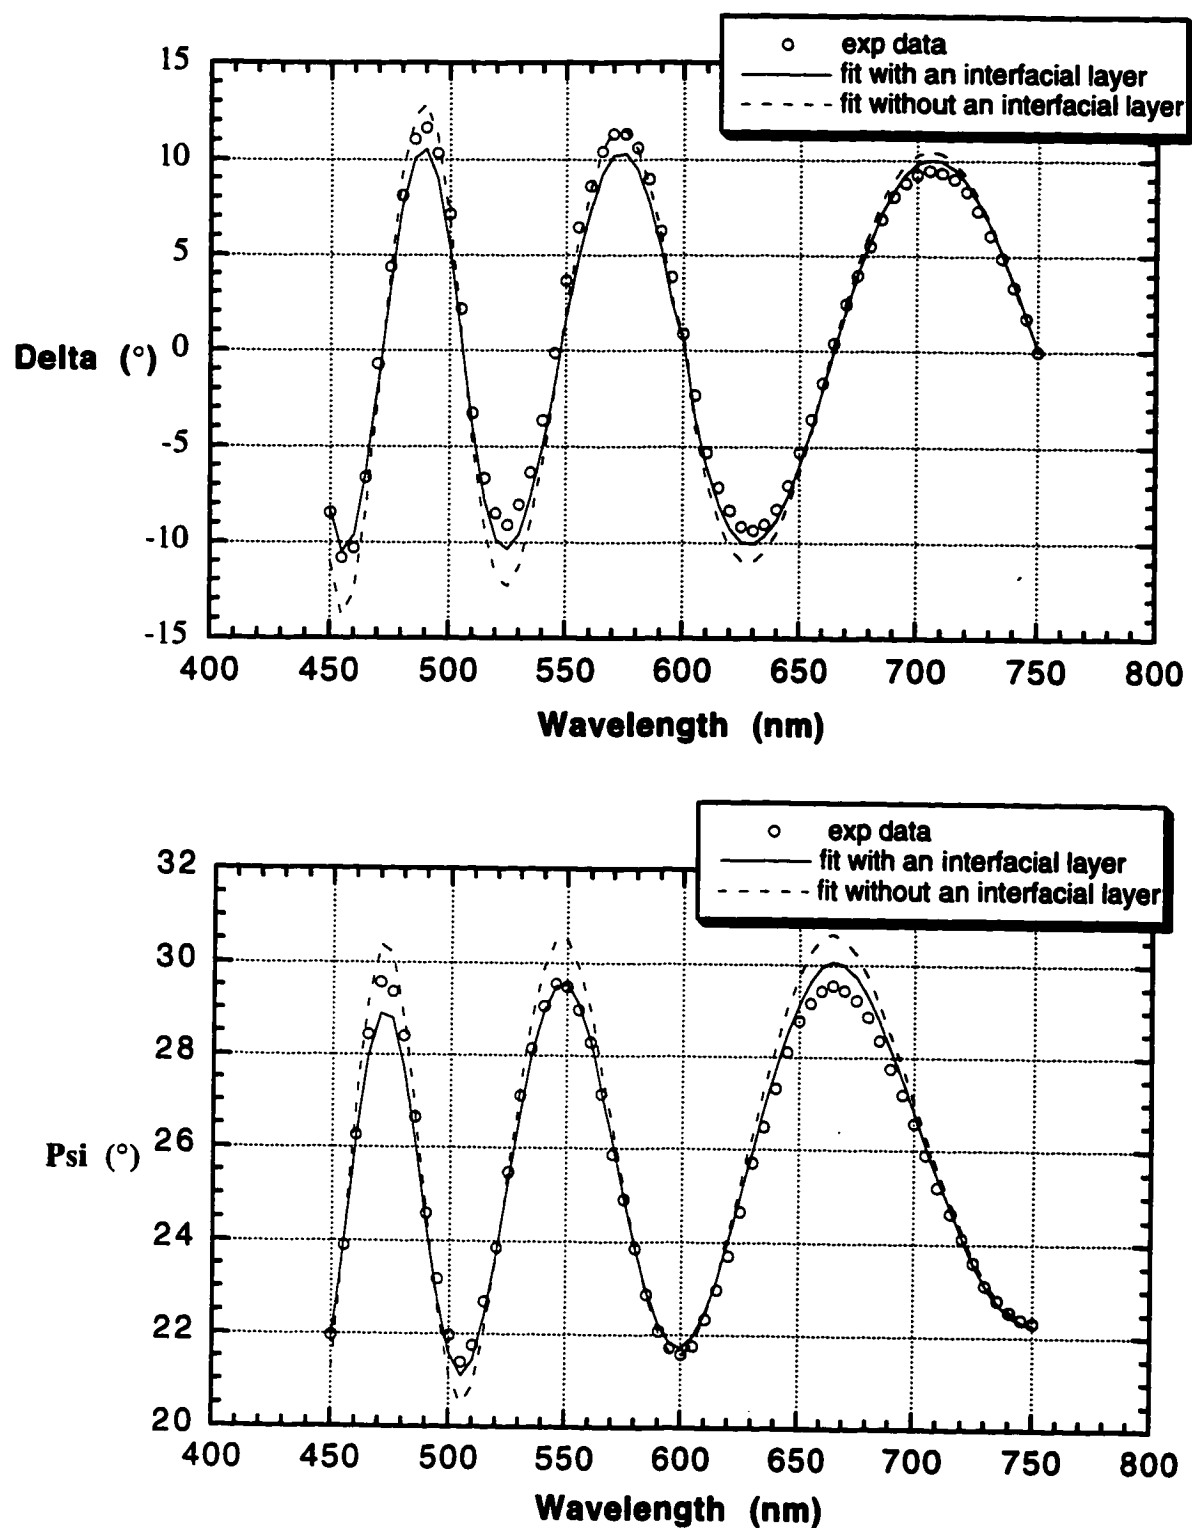 exp data
fit with an interfacial layer
fit without an interfacial layer
15
10
5
0
-5
-10
-15
Delta (°)
400 450 500 550 600 650 700 750 800
Wavelength (nm)
exp data
fit with an interfacial layer
fit without an interfacial layer
32
30
28
26
24
22
20
Psi (°)
400 450 500 550 600 650 700 750 800
Wavelength (nm)